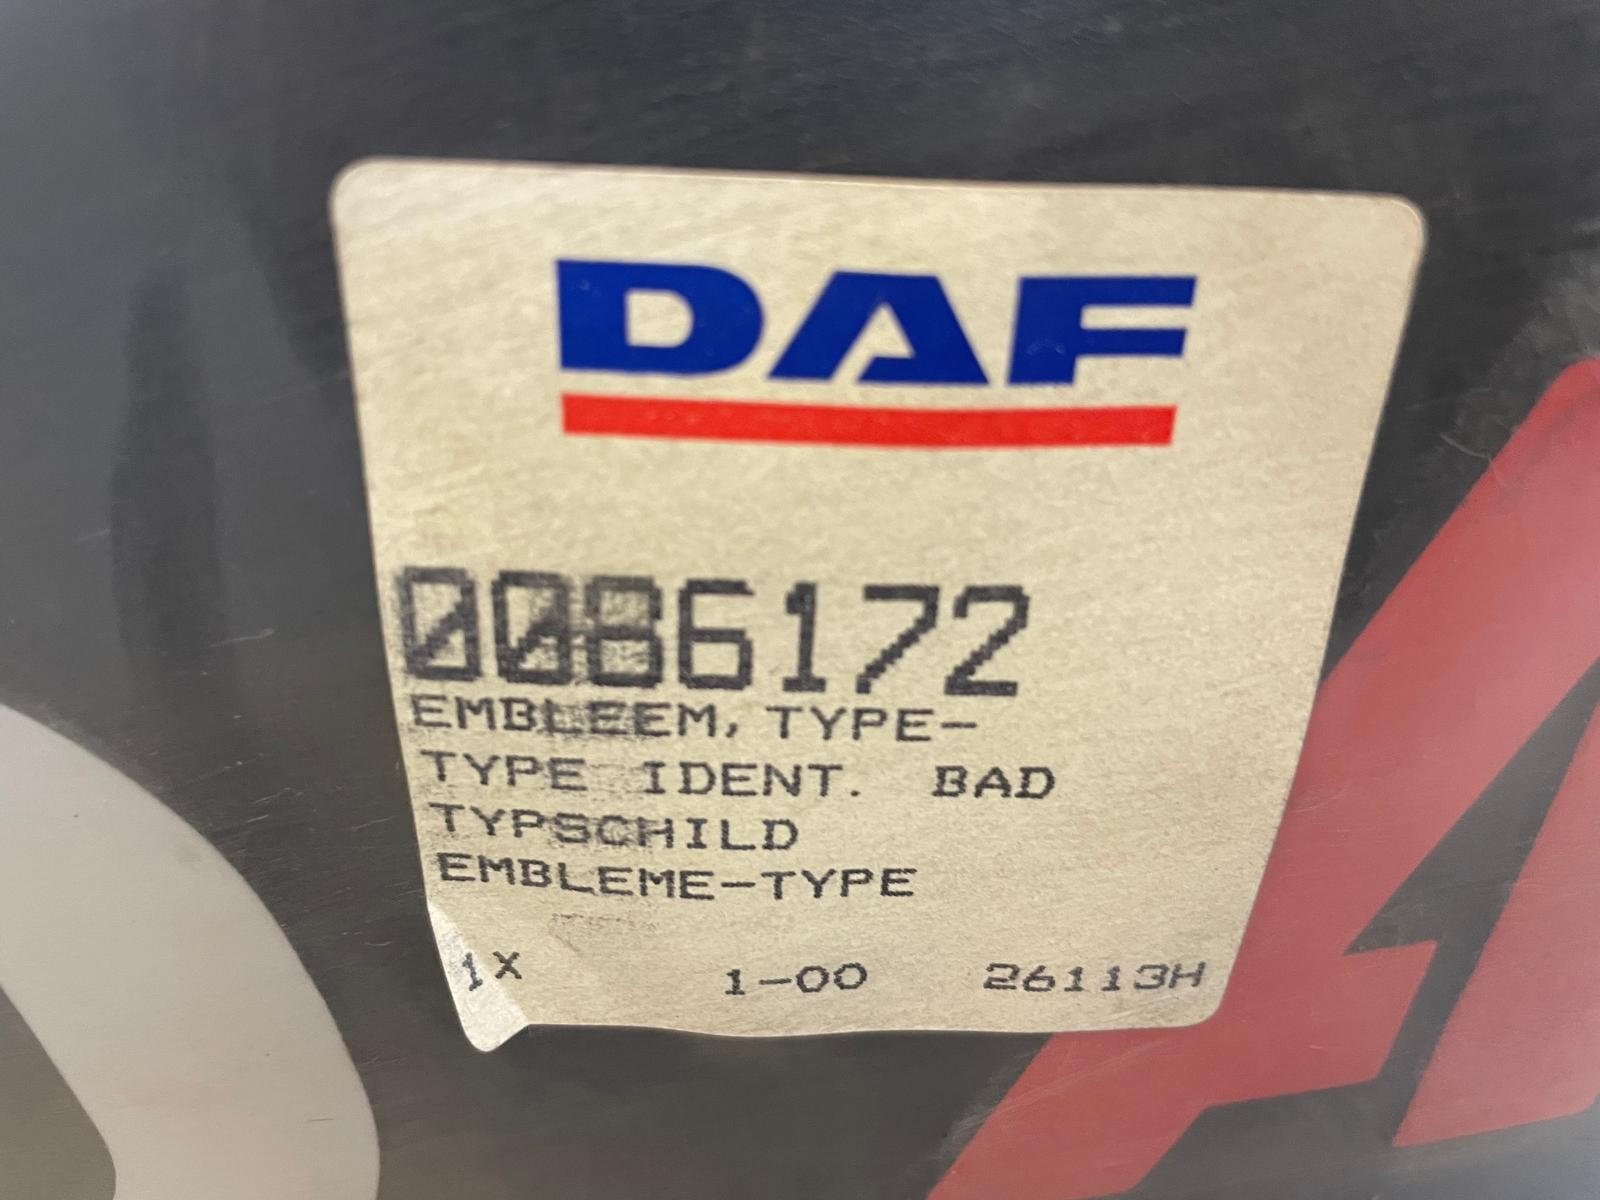 DAF
0086172
EMBLEEM, TYPE-
TYPE IDENT. BAD
TYPSCHILD
EMBLEME-TYPE
1X 1-00 26113H